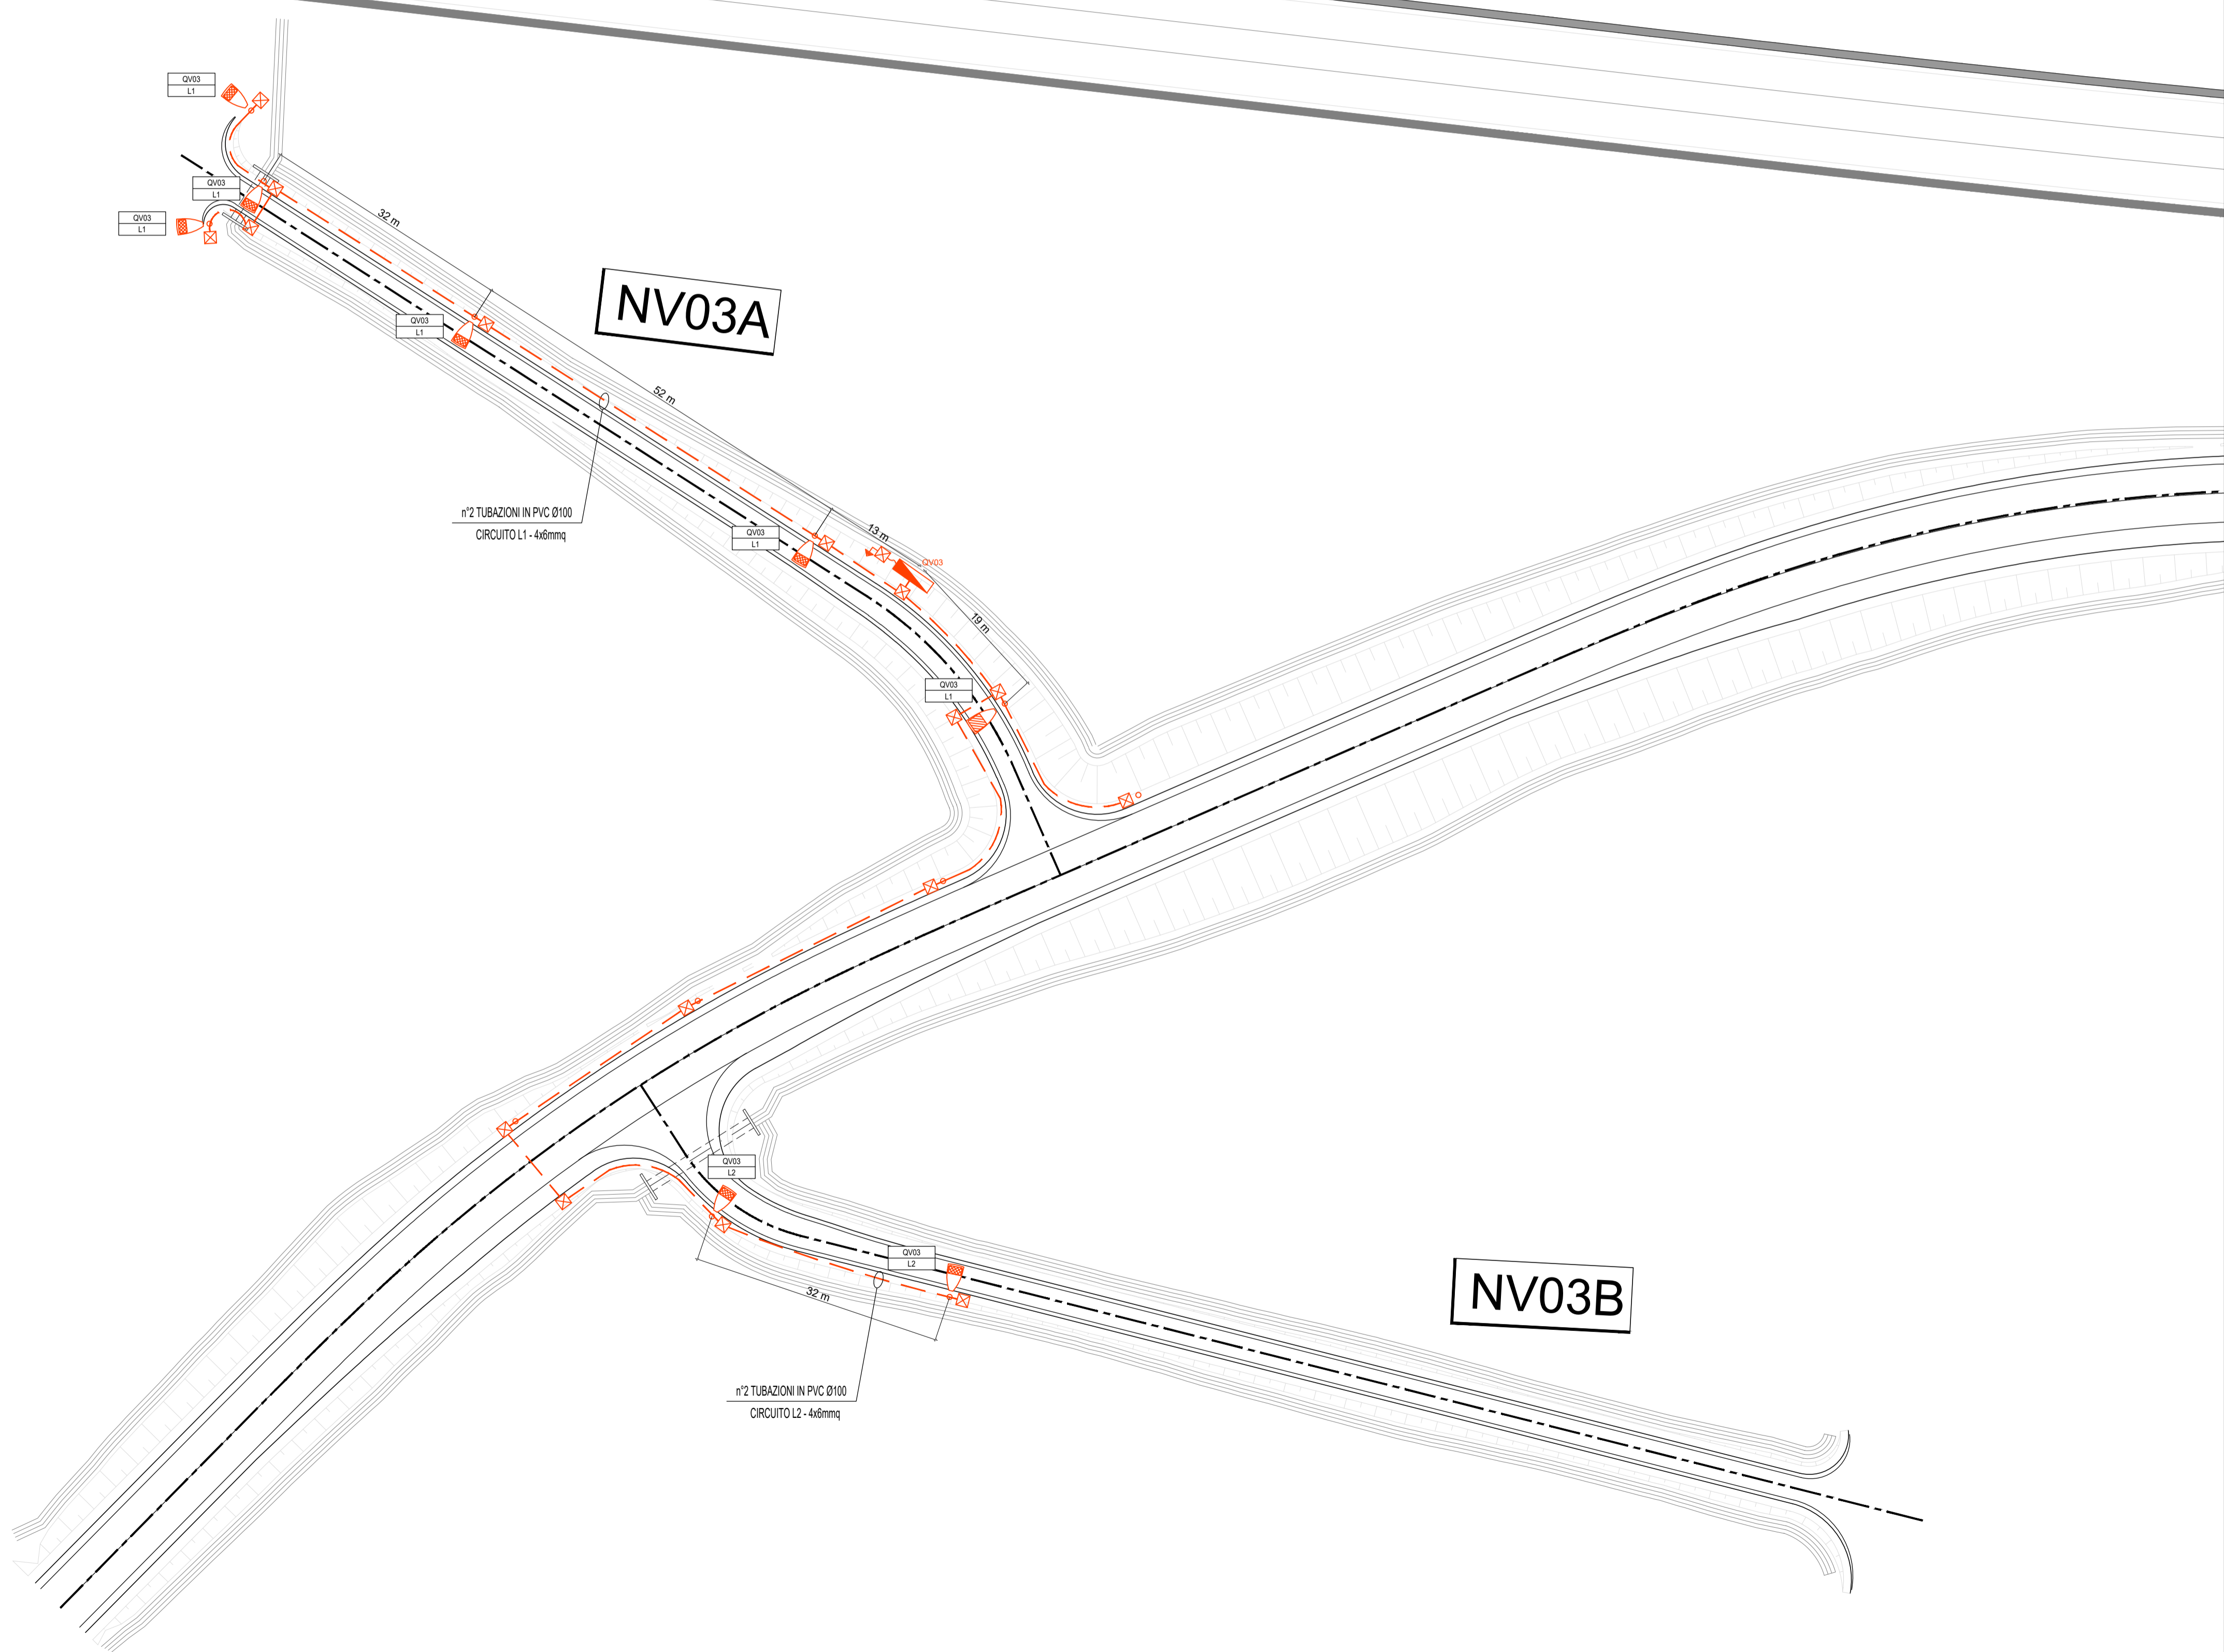 QV03
L1
QV03
L1
QV03
L1
32 m
NV03A
QV03
L1
52 m
n°2 TUBAZIONI IN PVC Ø100
CIRCUITO L1 - 4x6mmq
QV03
L1
13 m
QV03
19 m
QV03
L1
QV03
L2
QV03
L2
32 m
NV03B
n°2 TUBAZIONI IN PVC Ø100
CIRCUITO L2 - 4x6mmq